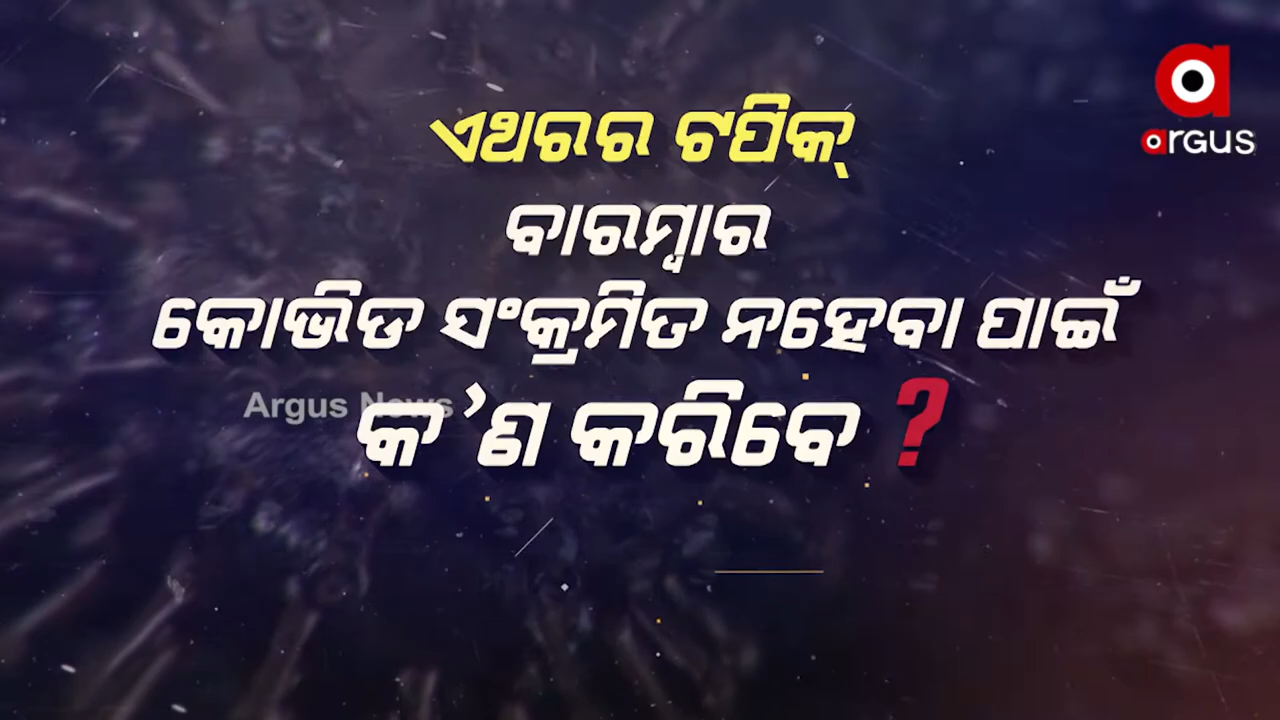 ଏଥରର ଟପିକ୍
ବାରମ୍ବାର
କୋଭିଡ ସଂକ୍ରମିତ ନହେବା ପାଇଁ
କ'ଣ କରିବେ ?
Argus News
a
argus